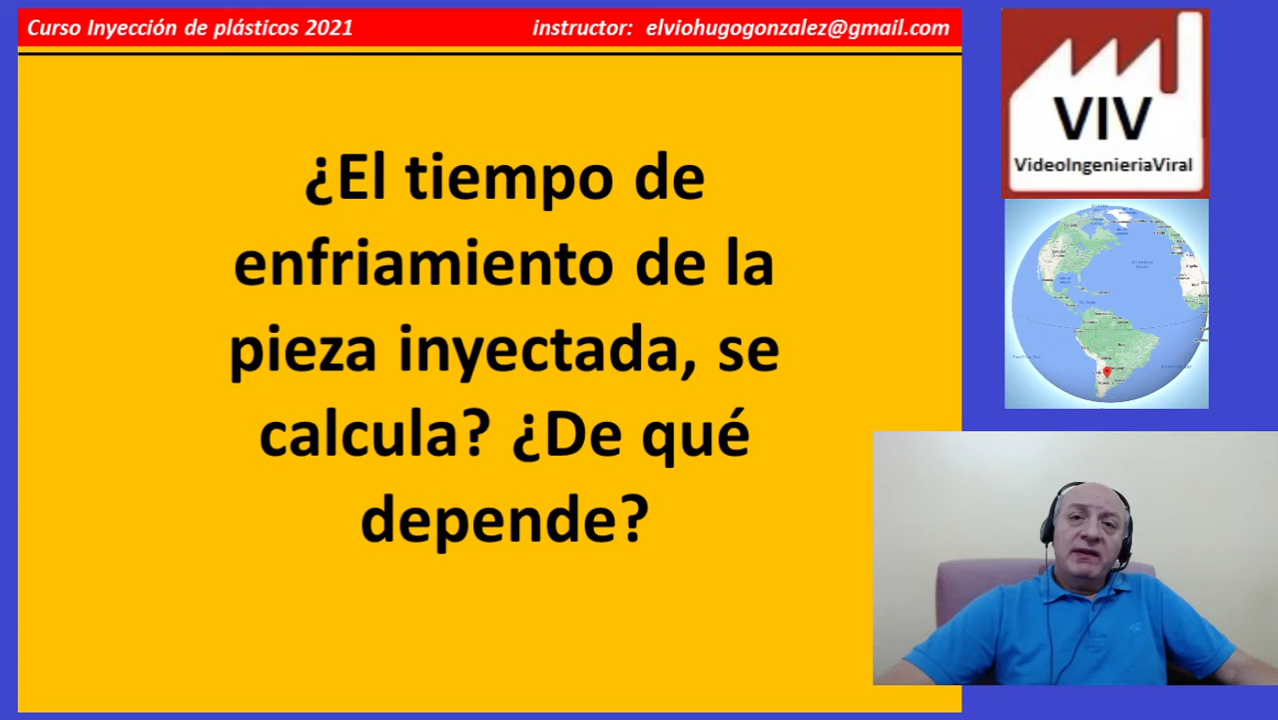 Curso Inyección de plásticos 2021 instructor: elviohugogonzalez@gmail.com
¿El tiempo de
enfriamiento de la
pieza inyectada, se
calcula? ¿De qué
depende?
VIV
VideoIngenieriaViral